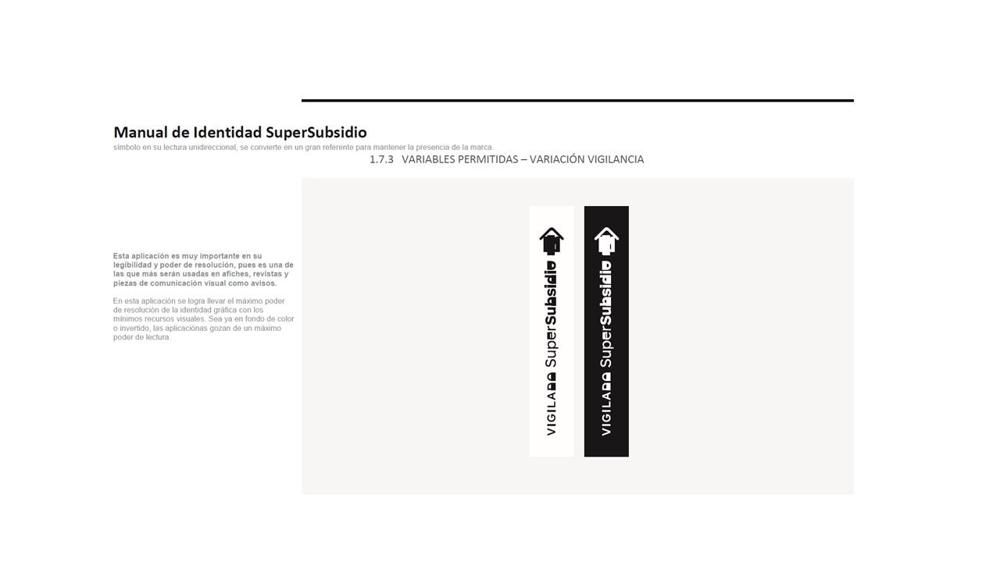 Manual de Identidad SuperSubsidio
símbolo en su lectura unidireccional, se convierte en un gran referente para mantener la presencia de la marca.
1.7.3 VARIABLES PERMITIDAS – VARIACIÓN VIGILANCIA
Esta aplicación es muy importante en su
legibilidad y poder de resolución, pues es una de
las que más serán usadas en afiches, revistas y
piezas de comunicación visual como avisos.
En esta aplicación se logra llevar el máximo poder
de resolución de la identidad gráfica con los
mínimos recursos visuales. Sea ya en fondo de color
o invertido, las aplicaciónas gozan de un máximo
poder de lectura.
VIGILADO SuperSubsidio
VIGILADO SuperSubsidio